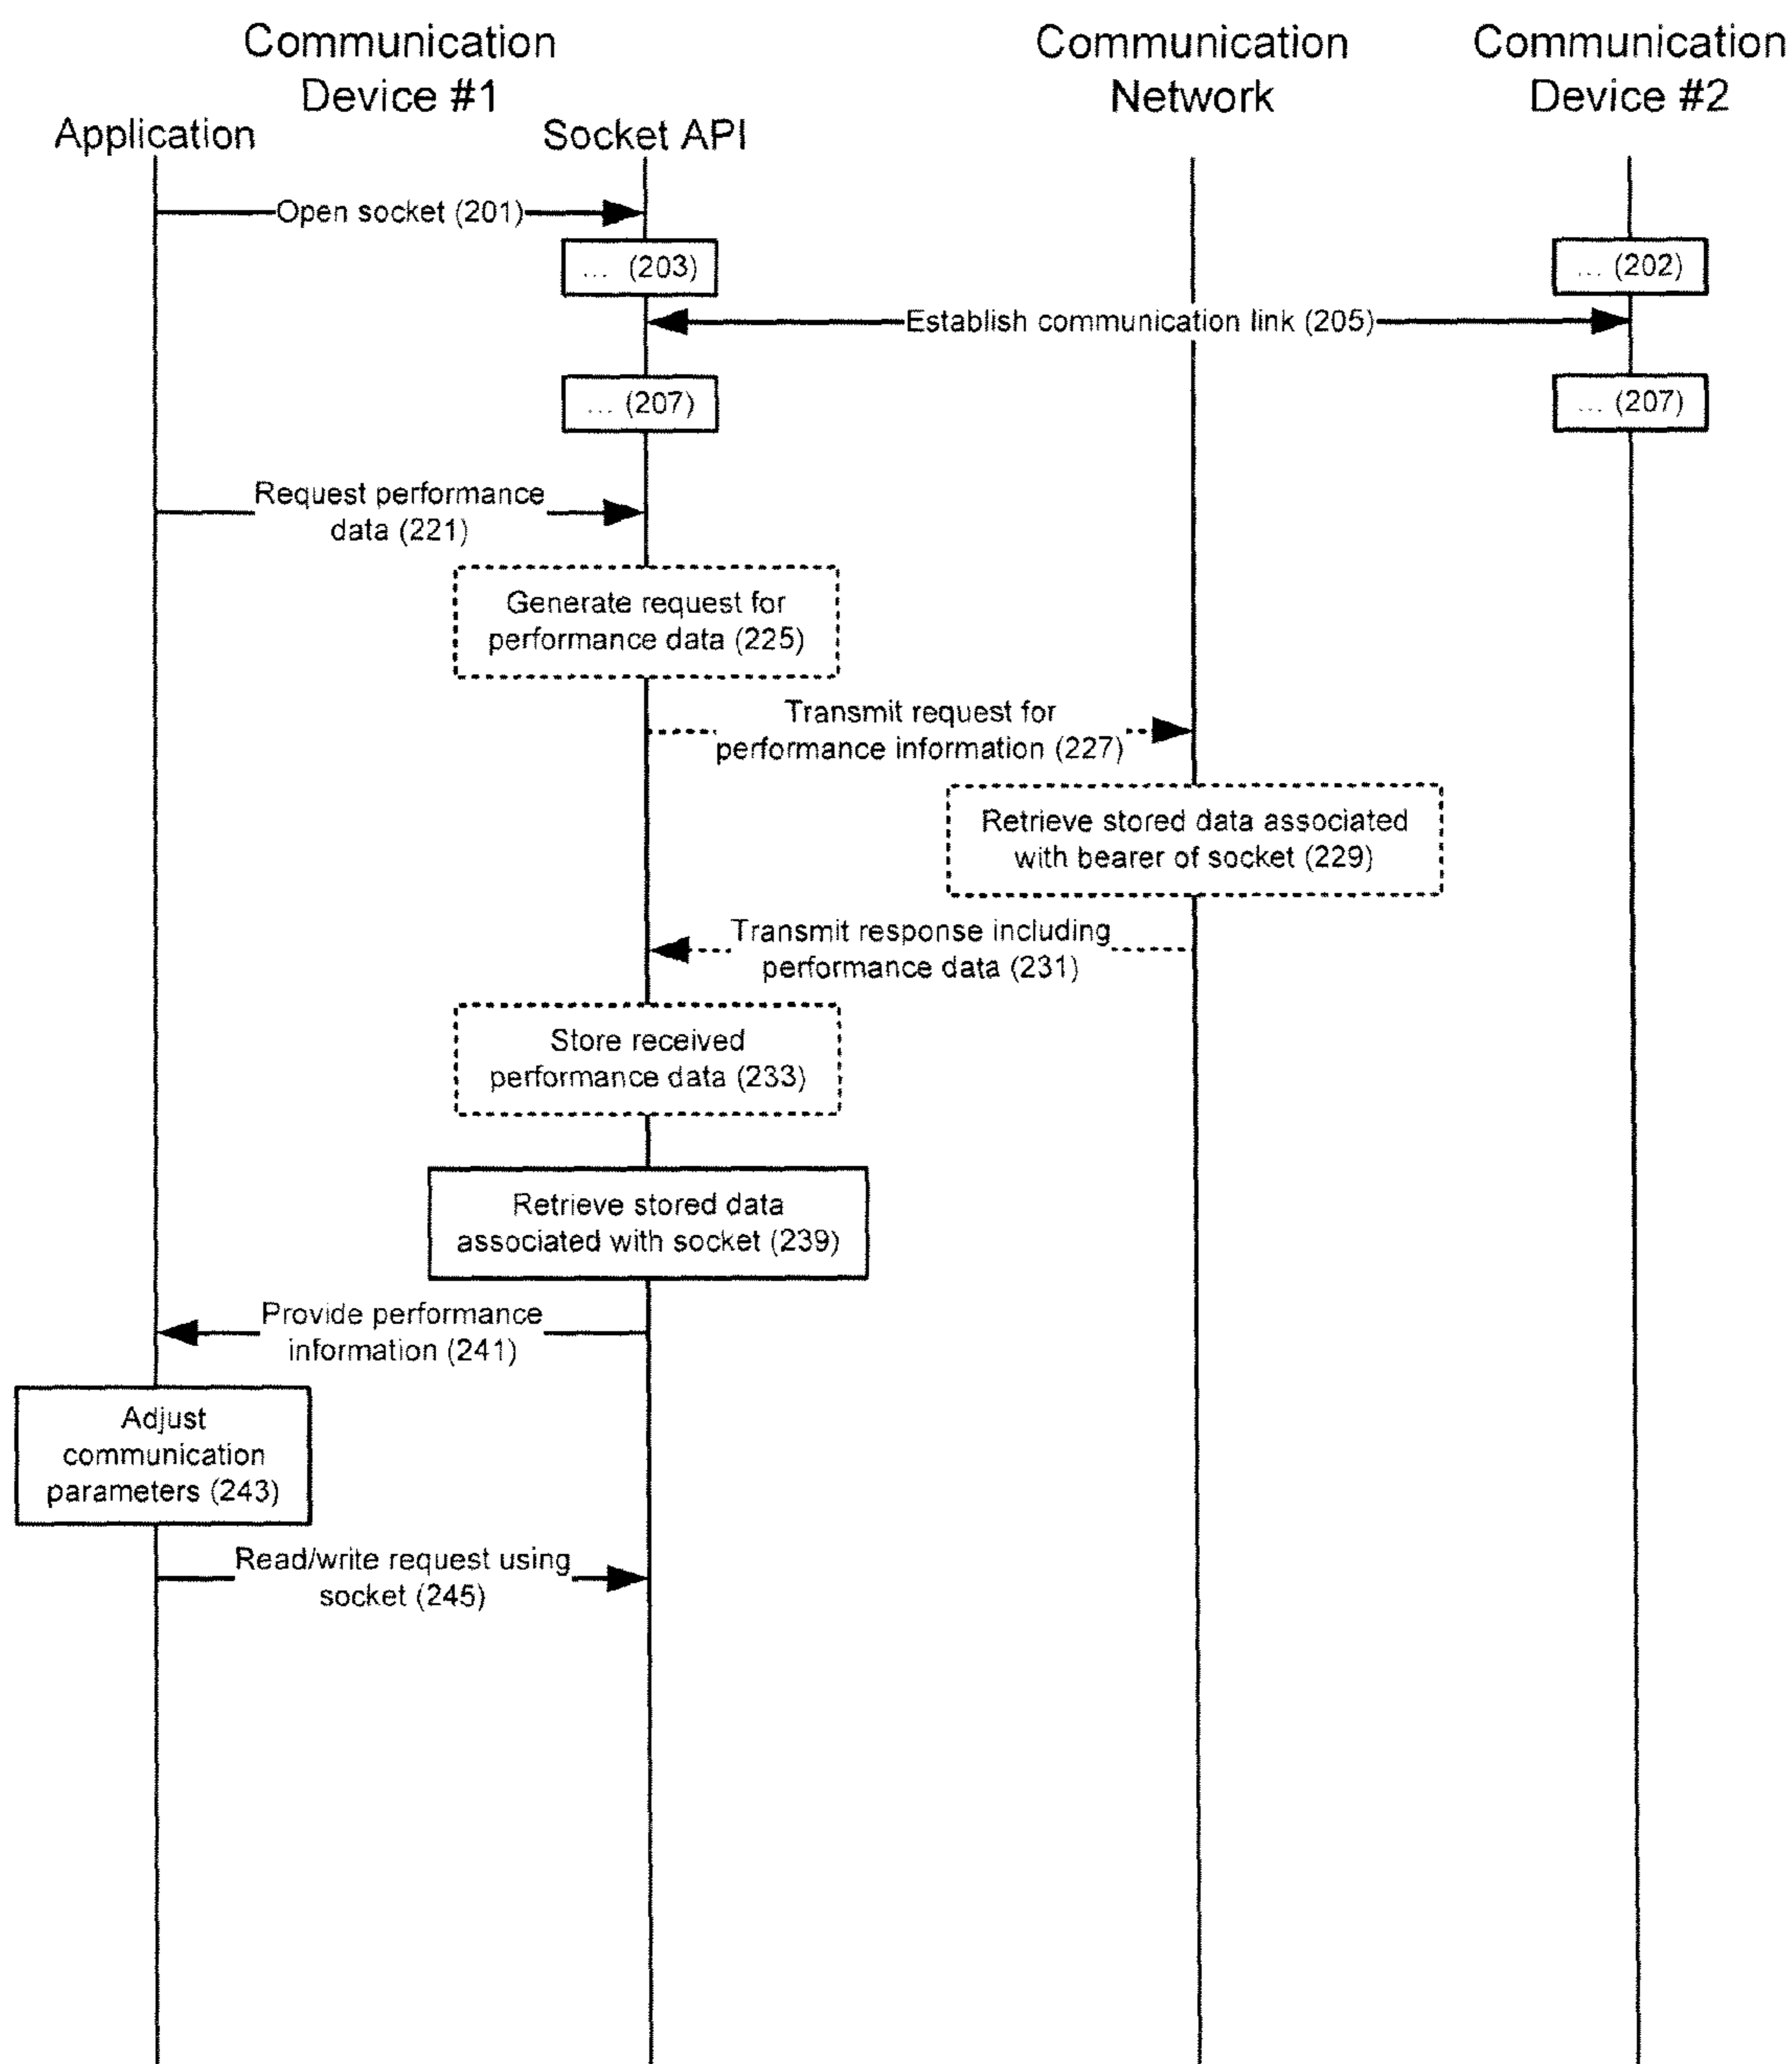 Communication
Device #1
Communication
Network
Communication
Device #2
Application
Socket API
Open socket (201)
... (203)
... (202)
Establish communication link (205)
... (207)
... (207)
Request performance
data (221)
Generate request for
performance data (225)
Transmit request for
performance information (227)
Retrieve stored data associated
with bearer of socket (229)
Transmit response including
performance data (231)
Store received
performance data (233)
Retrieve stored data
associated with socket (239)
Provide performance
information (241)
Adjust
communication
parameters (243)
Read/write request using
socket (245)